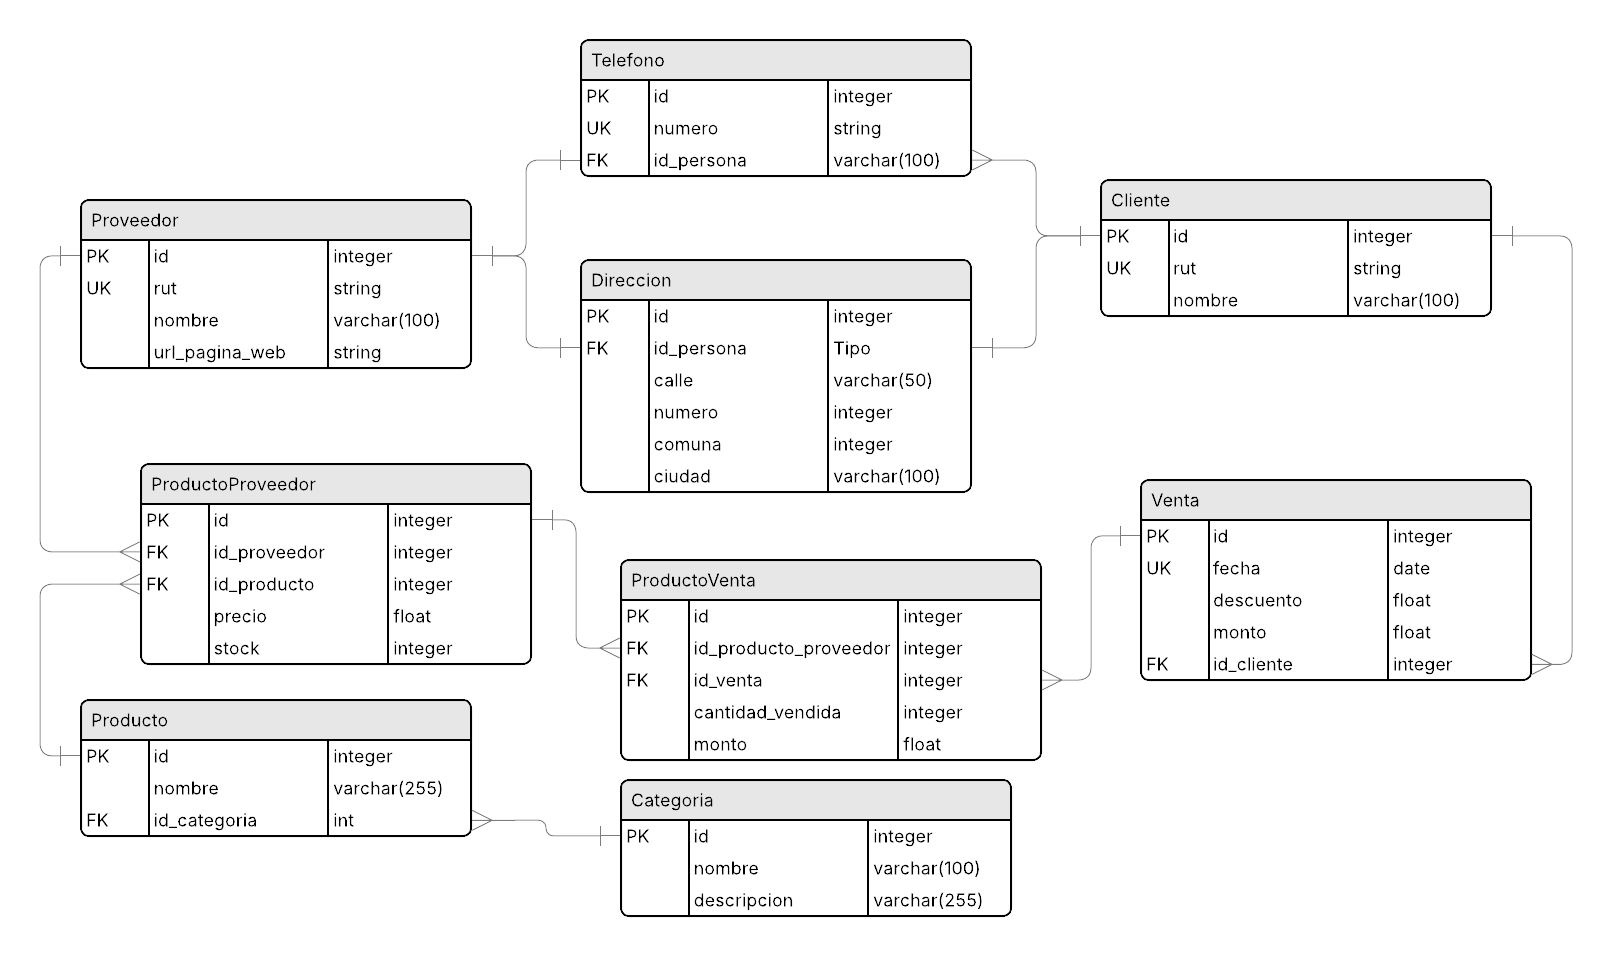 Telefono
PK id integer
UK numero string
FK id_persona varchar(100)
Proveedor
PK id integer
UK rut string
nombre varchar(100)
url_pagina_web string
Direccion
PK id integer
FK id_persona Tipo
calle varchar(50)
numero integer
comuna integer
ciudad varchar(100)
Cliente
PK id integer
UK rut string
nombre varchar(100)
ProductoProveedor
PK id integer
FK id_proveedor integer
FK id_producto integer
precio float
stock integer
ProductoVenta
PK id integer
FK id_producto_proveedor integer
FK id_venta integer
cantidad_vendida integer
monto float
Venta
PK id integer
UK fecha date
descuento float
monto float
FK id_cliente integer
Producto
PK id integer
nombre varchar(255)
FK id_categoria int
Categoria
PK id integer
nombre varchar(100)
descripcion varchar(255)